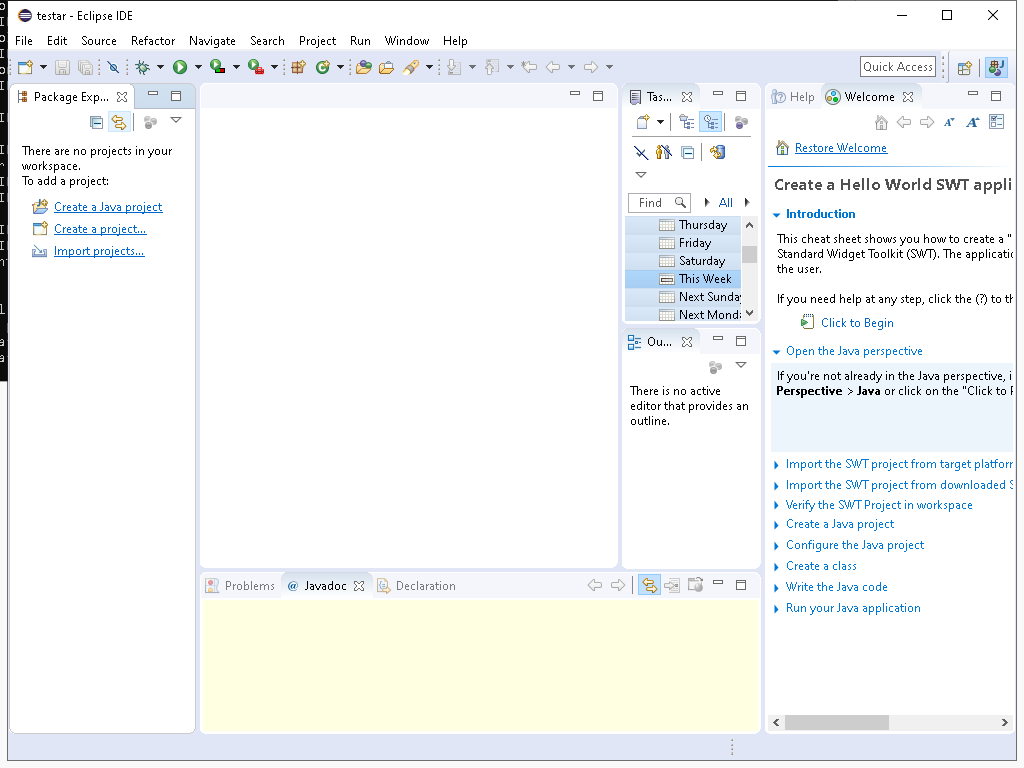 testar - Eclipse IDE
File Edit Source Refactor Navigate Search Project Run Window Help
Quick Access
Package Exp...
There are no projects in your
workspace.
To add a project:
Create a Java project
Create a project...
Import projects...
Tas...
Find
All
Thursday
Friday
Saturday
This Week
Next Sunday
Next Mond
Ou...
There is no active
editor that provides an
outline.
Problems @ Javadoc Declaration
Help Welcome
Restore Welcome
Create a Hello World SWT appli
Introduction
This cheat sheet shows you how to create a "
Standard Widget Toolkit (SWT). The applicatio
the user.
If you need help at any step, click the (?) to th
Click to Begin
Open the Java perspective
If you're not already in the Java perspective, i
Perspective > Java or click on the "Click to P
Import the SWT project from target platform
Import the SWT project from downloaded S
Verify the SWT Project in workspace
Create a Java project
Configure the Java project
Create a class
Write the Java code
Run your Java application